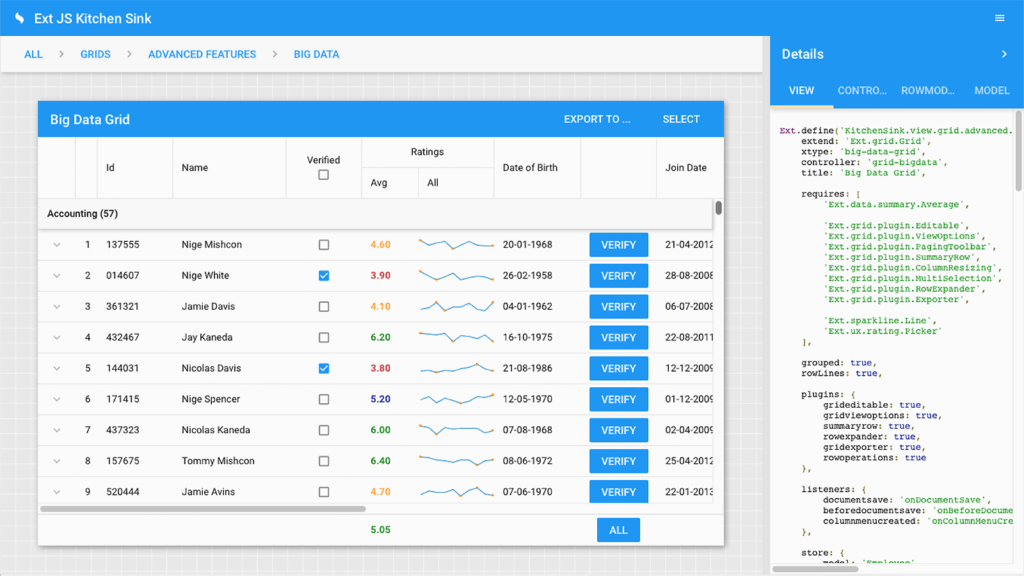 Ext JS Kitchen Sink
ALL > GRIDS > ADVANCED FEATURES > BIG DATA
Big Data Grid
EXPORT TO ...
SELECT
Id
Name
Verified
Ratings
Avg
All
Date of Birth
Join Date
Accounting (57)
1 137555 Nige Mishcon 4.60 20-01-1968 VERIFY 21-04-2012
2 014607 Nige White 3.90 26-02-1958 VERIFY 28-08-2008
3 361321 Jamie Davis 4.10 04-01-1962 VERIFY 06-07-2008
4 432467 Jay Kaneda 6.20 16-10-1975 VERIFY 22-08-2011
5 144031 Nicolas Davis 3.80 21-08-1986 VERIFY 12-12-2009
6 171415 Nige Spencer 5.20 12-05-1970 VERIFY 01-12-2009
7 437323 Nicolas Kaneda 6.00 07-08-1968 VERIFY 02-04-2009
8 157675 Tommy Mishcon 6.40 08-06-1972 VERIFY 25-04-2012
9 520444 Jamie Avins 4.70 07-06-1970 VERIFY 22-01-2013
5.05 ALL
Details
VIEW CONTRO... ROWMOD... MODEL
Ext.define('KitchenSink.view.grid.advanced.
extend: 'Ext.grid.Grid',
xtype: 'big-data-grid',
controller: 'grid-bigdata',
title: 'Big Data Grid',
requires: [
'Ext.data.summary.Average',
'Ext.grid.plugin.Editable',
'Ext.grid.plugin.ViewOptions',
'Ext.grid.plugin.PagingToolbar',
'Ext.grid.plugin.SummaryRow',
'Ext.grid.plugin.ColumnResizing',
'Ext.grid.plugin.MultiSelection',
'Ext.grid.plugin.RowExpander',
'Ext.grid.plugin.Exporter',
'Ext.sparkline.Line',
'Ext.ux.rating.Picker'
],
grouped: true,
rowLines: true,
plugins: {
grideditable: true,
gridviewoptions: true,
summaryrow: true,
rowexpander: true,
gridexporter: true,
rowoperations: true
},
listeners: {
documentsave: 'onDocumentSave',
beforedocumentsave: 'onBeforeDocume
columnmenucreated: 'onColumnMenuCre
},
store: {
model: 'Employee',